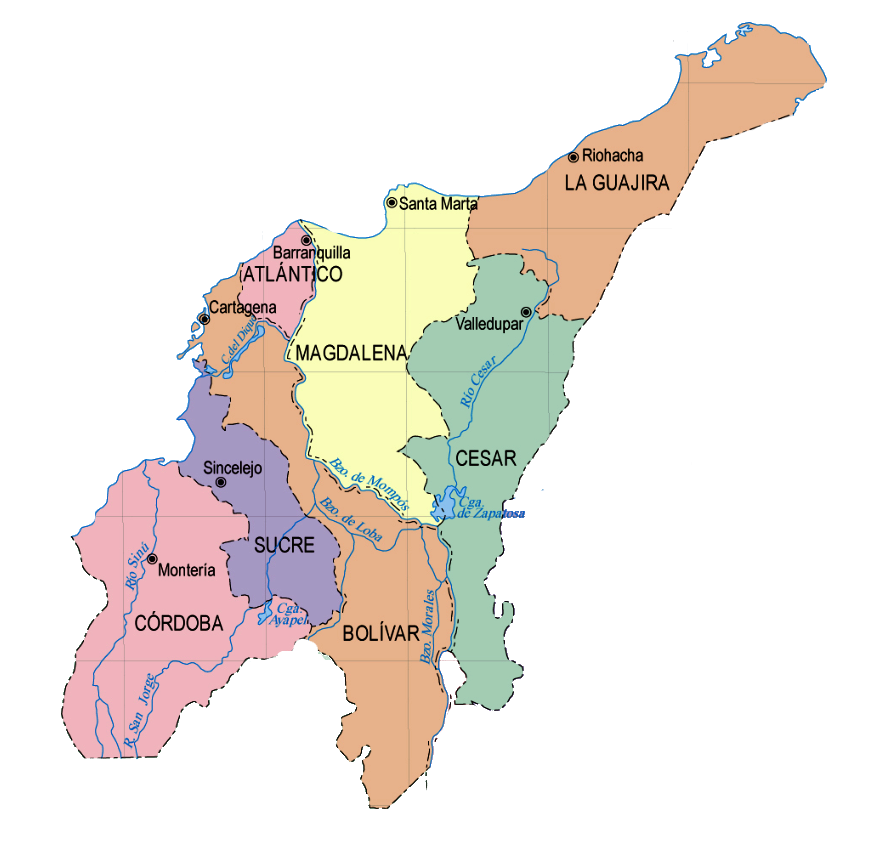 Riohacha
LA GUAJIRA
Santa Marta
Barranquilla
ATLÁNTICO
Cartagena
C. del Dique
Valledupar
MAGDALENA
Río Cesar
CESAR
Sincelejo
Bzo. de Mompós
Cga.
de Zapatosa
Bzo. de Loba
SUCRE
Río Sinú
Montería
Cga.
Ayapel
CÓRDOBA
BOLÍVAR
Bzo. Morales
R. San Jorge